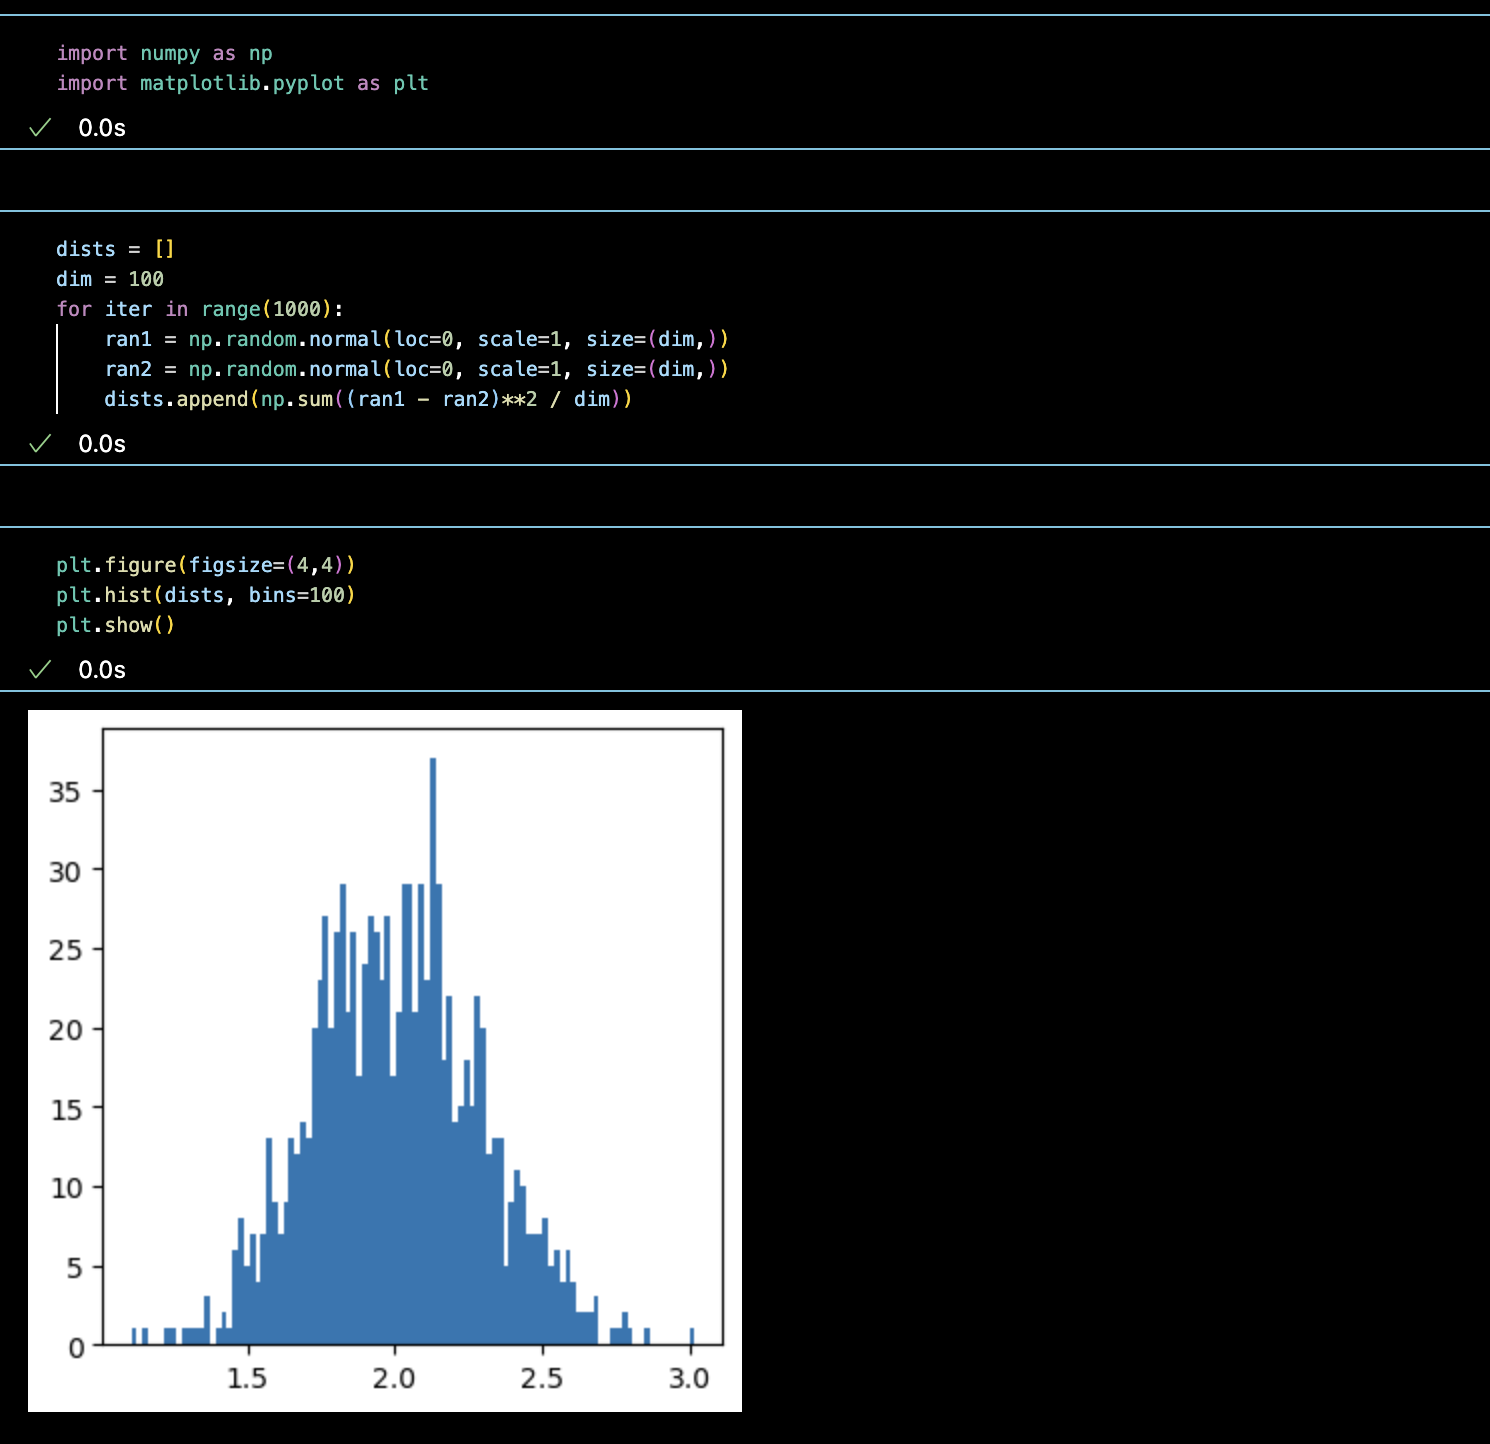 import numpy as np
import matplotlib.pyplot as plt
0.0s
dists = []
dim = 100
for iter in range(1000):
    ran1 = np.random.normal(loc=0, scale=1, size=(dim,))
    ran2 = np.random.normal(loc=0, scale=1, size=(dim,))
    dists.append(np.sum((ran1 - ran2)**2 / dim))
0.0s
plt.figure(figsize=(4,4))
plt.hist(dists, bins=100)
plt.show()
0.0s
35
30
25
20
15
10
5
0
1.5 2.0 2.5 3.0